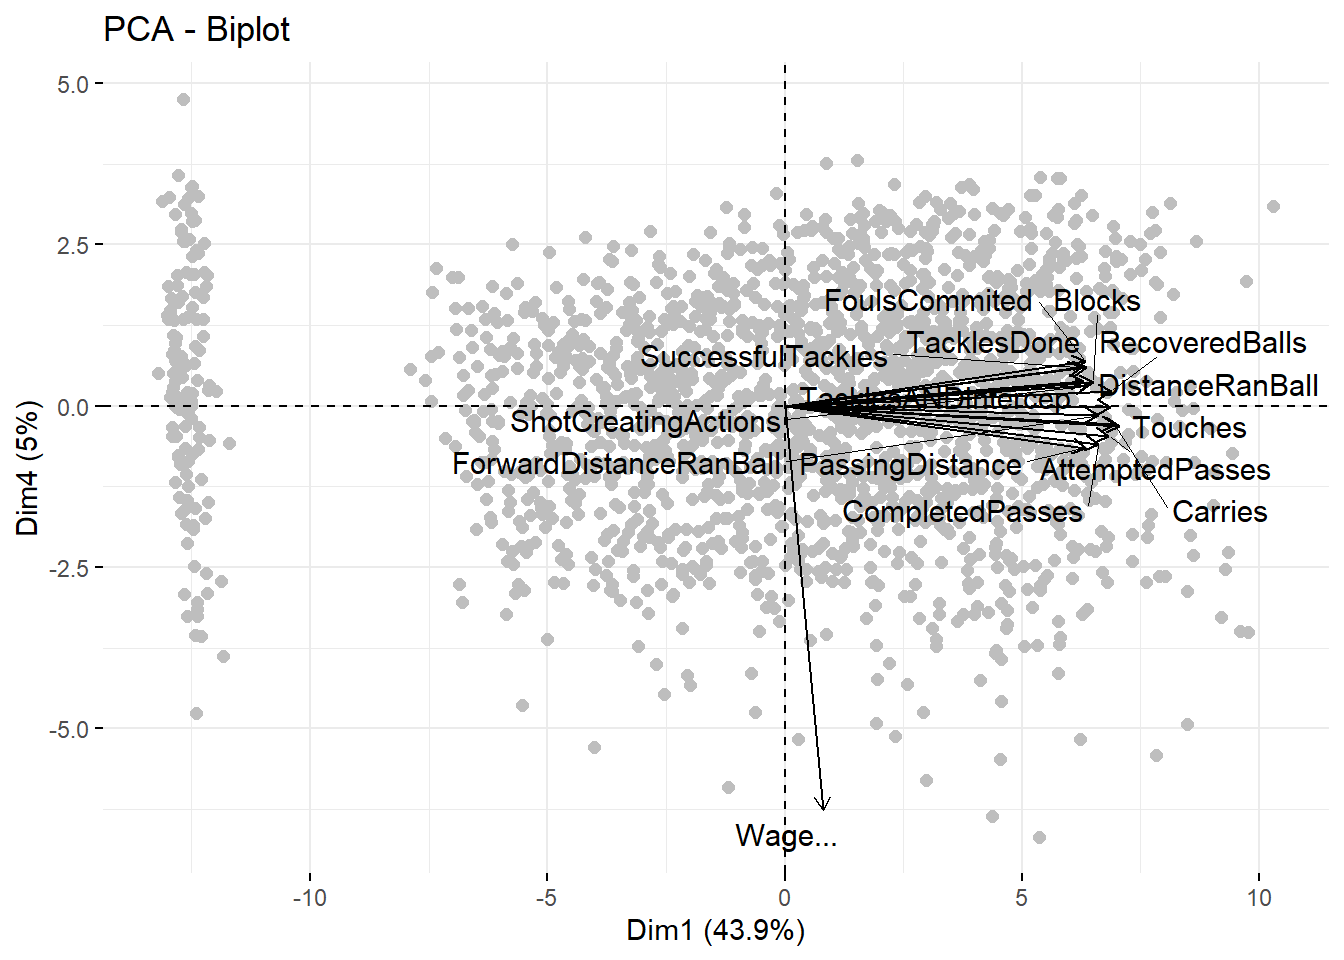 PCA - Biplot
5.0
2.5
0.0
-2.5
-5.0
Dim4 (5%)
FoulsCommited
Blocks
TacklesDone
RecoveredBalls
SuccessfulTackles
DistanceRanBall
TacklesANDIntercep
ShotCreatingActions
Touches
ForwardDistanceRanBall
PassingDistance
AttemptedPasses
CompletedPasses
Carries
Wage...
-10
-5
0
5
10
Dim1 (43.9%)